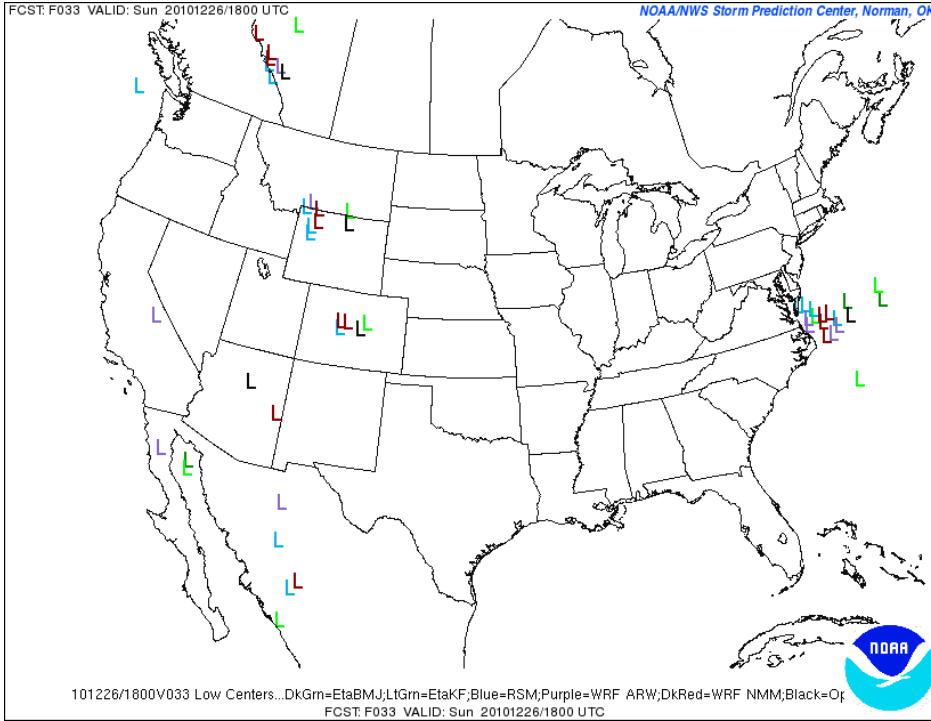 FCST: F033 VALID: Sun 20101226/1800 UTC
NOAA/NWS Storm Prediction Center, Norman, OK
L L L L L L L L L
L
L L L L L L L L L
L L L L L L
L
L L
L L L L L L L L L L L L L L L L L L
L
L L L
L
L
L L
L
NOAA
101226/1800V033 Low Centers...DkGrn=EtaBMJ;LtGrn=EtaKF;Blue=RSM;Purple=WRF ARW;DkRed=WRF NMM;Black=Op
FCST: F033 VALID: Sun 20101226/1800 UTC